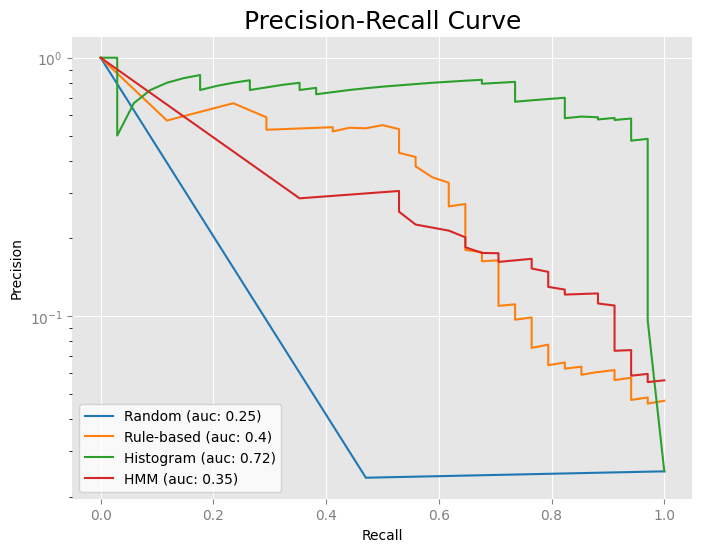 Precision-Recall Curve
Precision
10⁰
10⁻¹
Random (auc: 0.25)
Rule-based (auc: 0.4)
Histogram (auc: 0.72)
HMM (auc: 0.35)
0.0 0.2 0.4 0.6 0.8 1.0
Recall